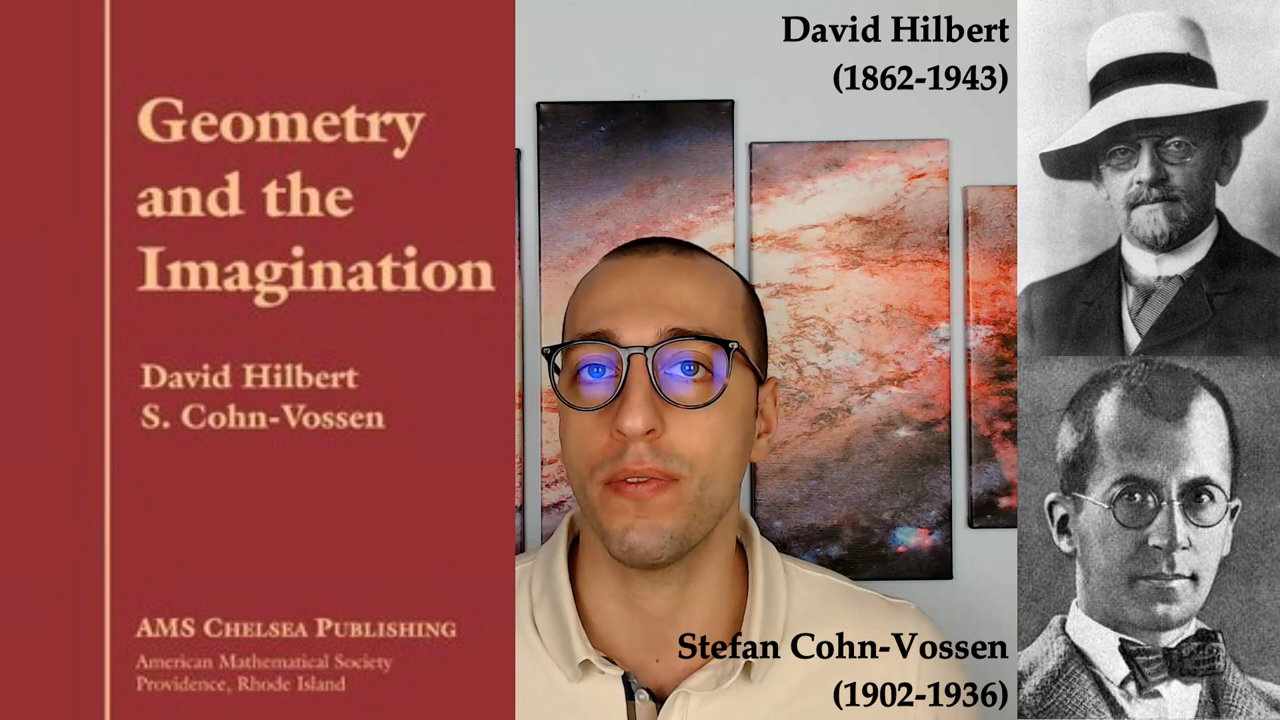 Geometry
and the
Imagination
David Hilbert
S. Cohn-Vossen
AMS CHELSEA PUBLISHING
American Mathematical Society
Providence, Rhode Island
David Hilbert
(1862-1943)
Stefan Cohn-Vossen
(1902-1936)